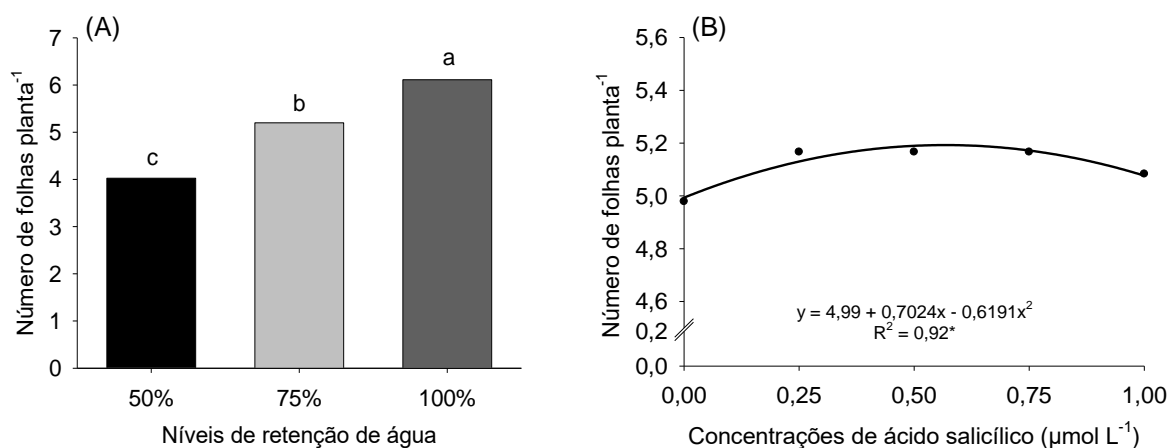 (A)
Número de folhas planta⁻¹
7
6
5
4
3
2
1
0
c
b
a
50% 75% 100%
Níveis de retenção de água
(B)
Número de folhas planta⁻¹
5,6
5,4
5,2
5,0
4,8
4,6
0,2
0,0
y = 4,99 + 0,7024x - 0,6191x²
R² = 0,92*
0,00 0,25 0,50 0,75 1,00
Concentrações de ácido salicílico (µmol L⁻¹)